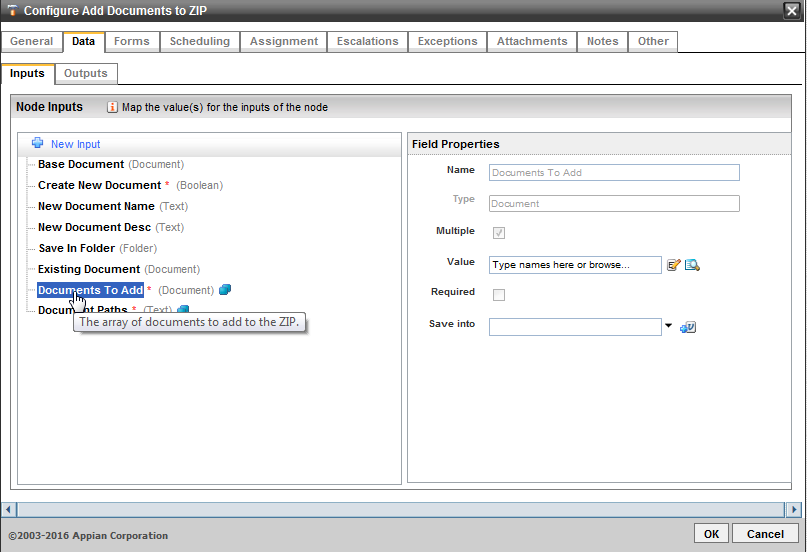 Configure Add Documents to ZIP
General Data Forms Scheduling Assignment Escalations Exceptions Attachments Notes Other
Inputs Outputs
Node Inputs Map the value(s) for the inputs of the node
New Input
Base Document (Document)
Create New Document * (Boolean)
New Document Name (Text)
New Document Desc (Text)
Save In Folder (Folder)
Existing Document (Document)
Documents To Add * (Document)
Document Paths * (Text)
The array of documents to add to the ZIP.
Field Properties
Name Documents To Add
Type Document
Multiple
Value Type names here or browse...
Required
Save into
©2003-2016 Appian Corporation
OK Cancel